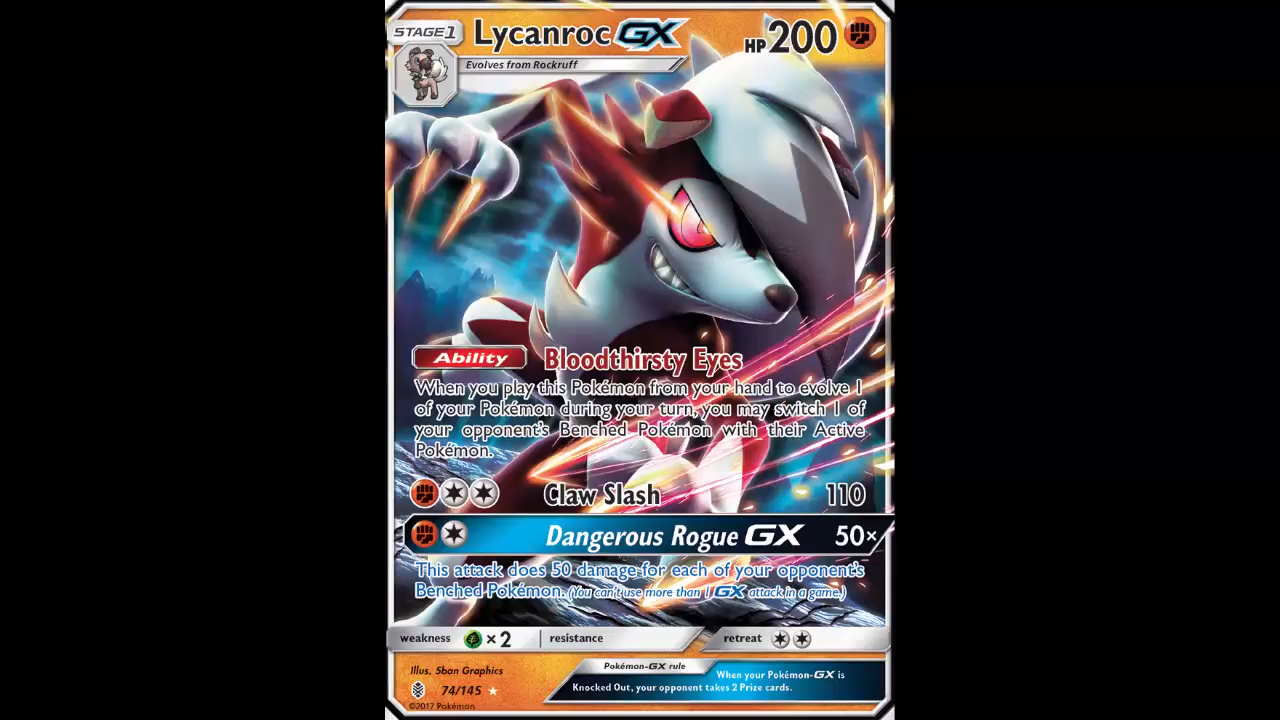 STAGE 1 Lycanroc GX HP 200
Evolves from Rockruff
Ability Bloodthirsty Eyes
When you play this Pokémon from your hand to evolve 1
of your Pokémon during your turn, you may switch 1 of
your opponent's Benched Pokémon with their Active
Pokémon.
Claw Slash 110
Dangerous Rogue GX 50×
This attack does 50 damage for each of your opponent's
Benched Pokémon. (You can't use more than 1 GX attack in a game.)
weakness ×2 resistance retreat
Illus. 5ban Graphics
Pokémon-GX rule
When your Pokémon-GX is
Knocked Out, your opponent takes 2 Prize cards.
74/145
©2017 Pokémon